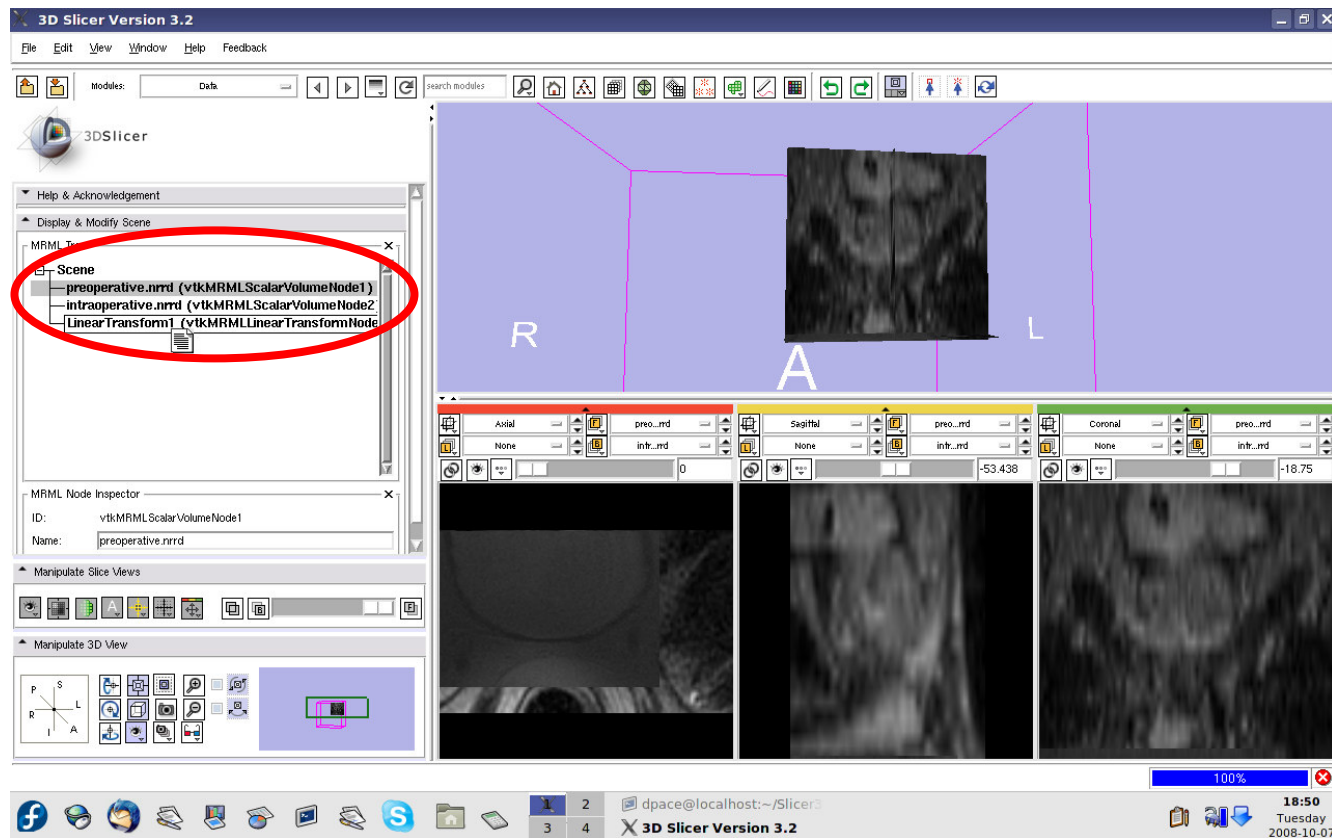 3D Slicer Version 3.2
File Edit View Window Help Feedback
Modules: Data search modules
3DSlicer
Help & Acknowledgement
Display & Modify Scene
MRML
Scene
preoperative.nrrd (vtkMRMLScalarVolumeNode1)
intraoperative.nrrd (vtkMRMLScalarVolumeNode2
LinearTransform1 (vtkMRMLLinearTransformNode
MRML Node Inspector
ID: vtkMRMLScalarVolumeNode1
Name: preoperative.nrrd
Manipulate Slice Views
A B F
Manipulate 3D View
P S L R I A
R L
A
Axial F preo...rrd
L None B intr...rrd
0
Sagittal F preo...rrd
L None B intr...rrd
-53.438
Coronal F preo...rrd
L None B intr...rrd
-18.75
100%
1 2
3 4
dpace@localhost:~/Slicer3
3D Slicer Version 3.2
18:50
Tuesday
2008-10-07